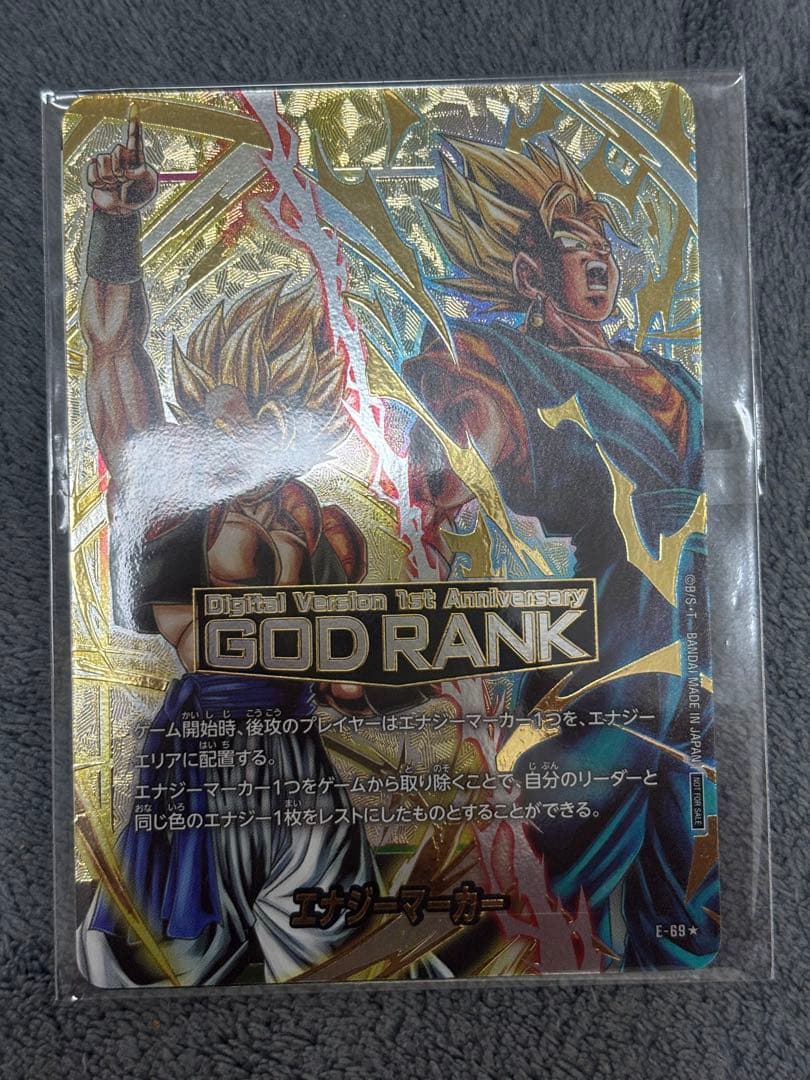 Digital Version 1st Anniversary
GOD RANK
ゲーム開始時、後攻のプレイヤーはエナジーマーカー1つを、エナジー
エリアに配置する。
エナジーマーカー1つをゲームから取り除くことで、自分のリーダーと
同じ色のエナジー1枚をレストにしたものとすることができる。
エナジーマーカー
E-69★
©B/S・T BANDAI MADE IN JAPAN
NOT FOR SALE